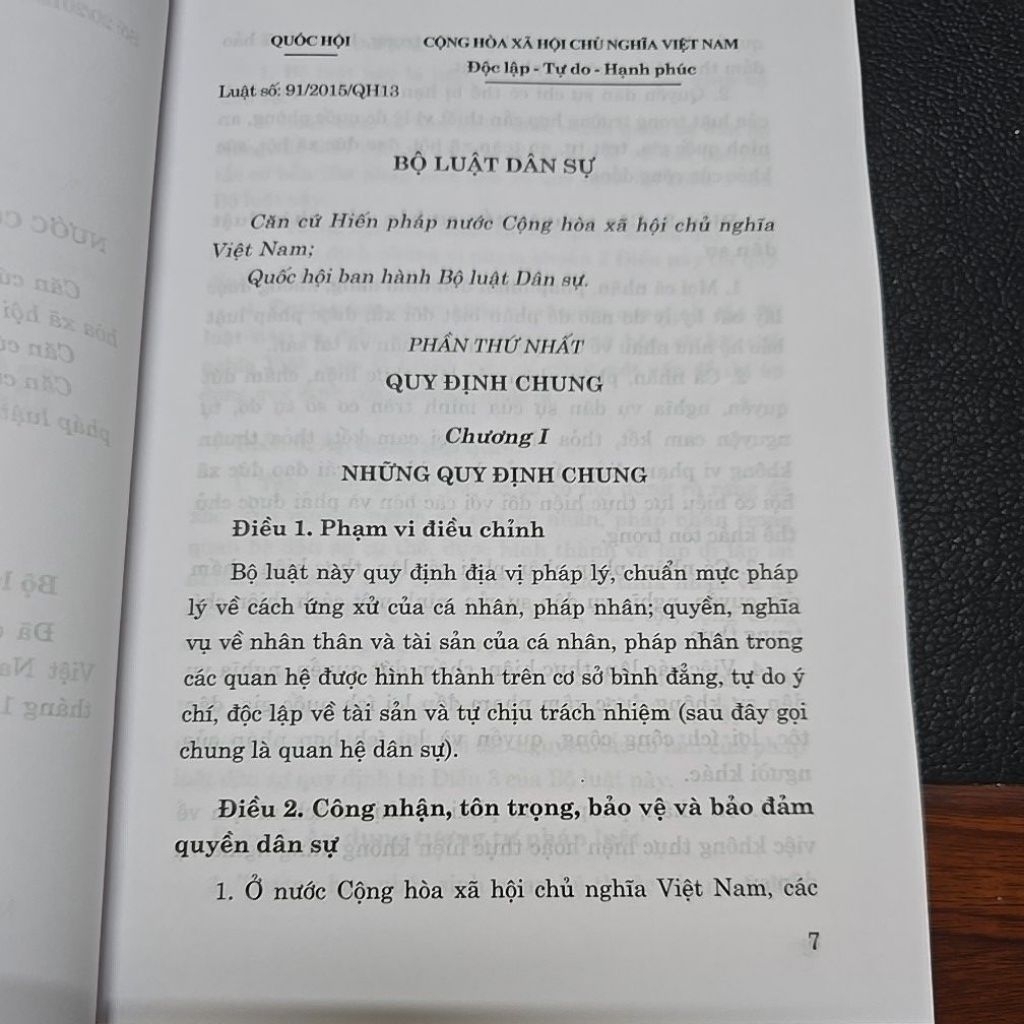 QUỐC HỘI
CỘNG HÒA XÃ HỘI CHỦ NGHĨA VIỆT NAM
Độc lập - Tự do - Hạnh phúc
Luật số: 91/2015/QH13
BỘ LUẬT DÂN SỰ
Căn cứ Hiến pháp nước Cộng hòa xã hội chủ nghĩa
Việt Nam;
Quốc hội ban hành Bộ luật Dân sự.
PHẦN THỨ NHẤT
QUY ĐỊNH CHUNG
Chương I
NHỮNG QUY ĐỊNH CHUNG
Điều 1. Phạm vi điều chỉnh
Bộ luật này quy định địa vị pháp lý, chuẩn mực pháp
lý về cách ứng xử của cá nhân, pháp nhân; quyền, nghĩa
vụ về nhân thân và tài sản của cá nhân, pháp nhân trong
các quan hệ được hình thành trên cơ sở bình đẳng, tự do ý
chí, độc lập về tài sản và tự chịu trách nhiệm (sau đây gọi
chung là quan hệ dân sự).
Điều 2. Công nhận, tôn trọng, bảo vệ và bảo đảm
quyền dân sự
1. Ở nước Cộng hòa xã hội chủ nghĩa Việt Nam, các
7